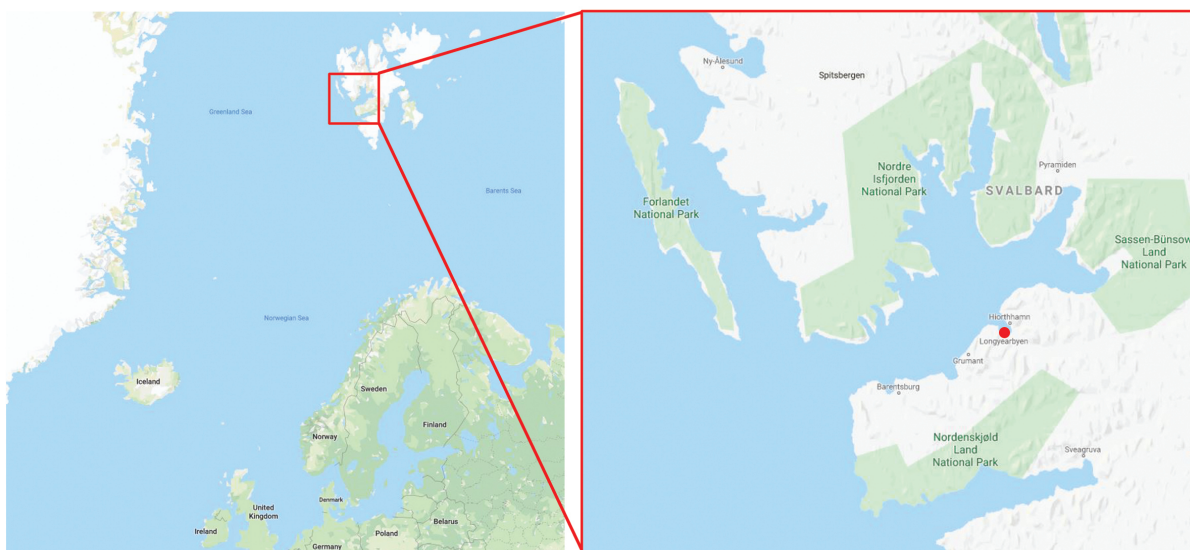 Greenland Sea
Barents Sea
Norwegian Sea
Iceland
Sweden
Finland
Norway
Denmark
United
Kingdom
Ireland
Belarus
Poland
Germany
Ny-Ålesund
Spitsbergen
Nordre
Isfjorden
National Park
Pyramiden
SVALBARD
Forlandet
National Park
Sassen-Bünsow
Land
National Park
Hiorthhamn
Longyearbyen
Grumant
Barentsburg
Nordenskjøld
Land
National Park
Sveagruva